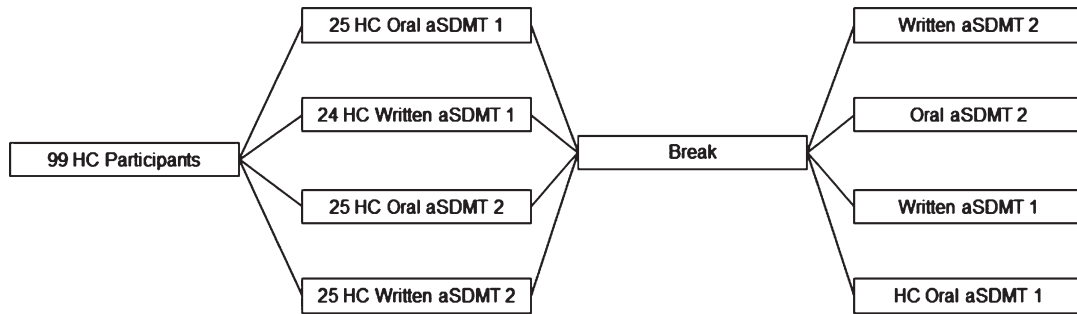 99 HC Participants
25 HC Oral aSDMT 1
24 HC Written aSDMT 1
25 HC Oral aSDMT 2
25 HC Written aSDMT 2
Break
Written aSDMT 2
Oral aSDMT 2
Written aSDMT 1
HC Oral aSDMT 1